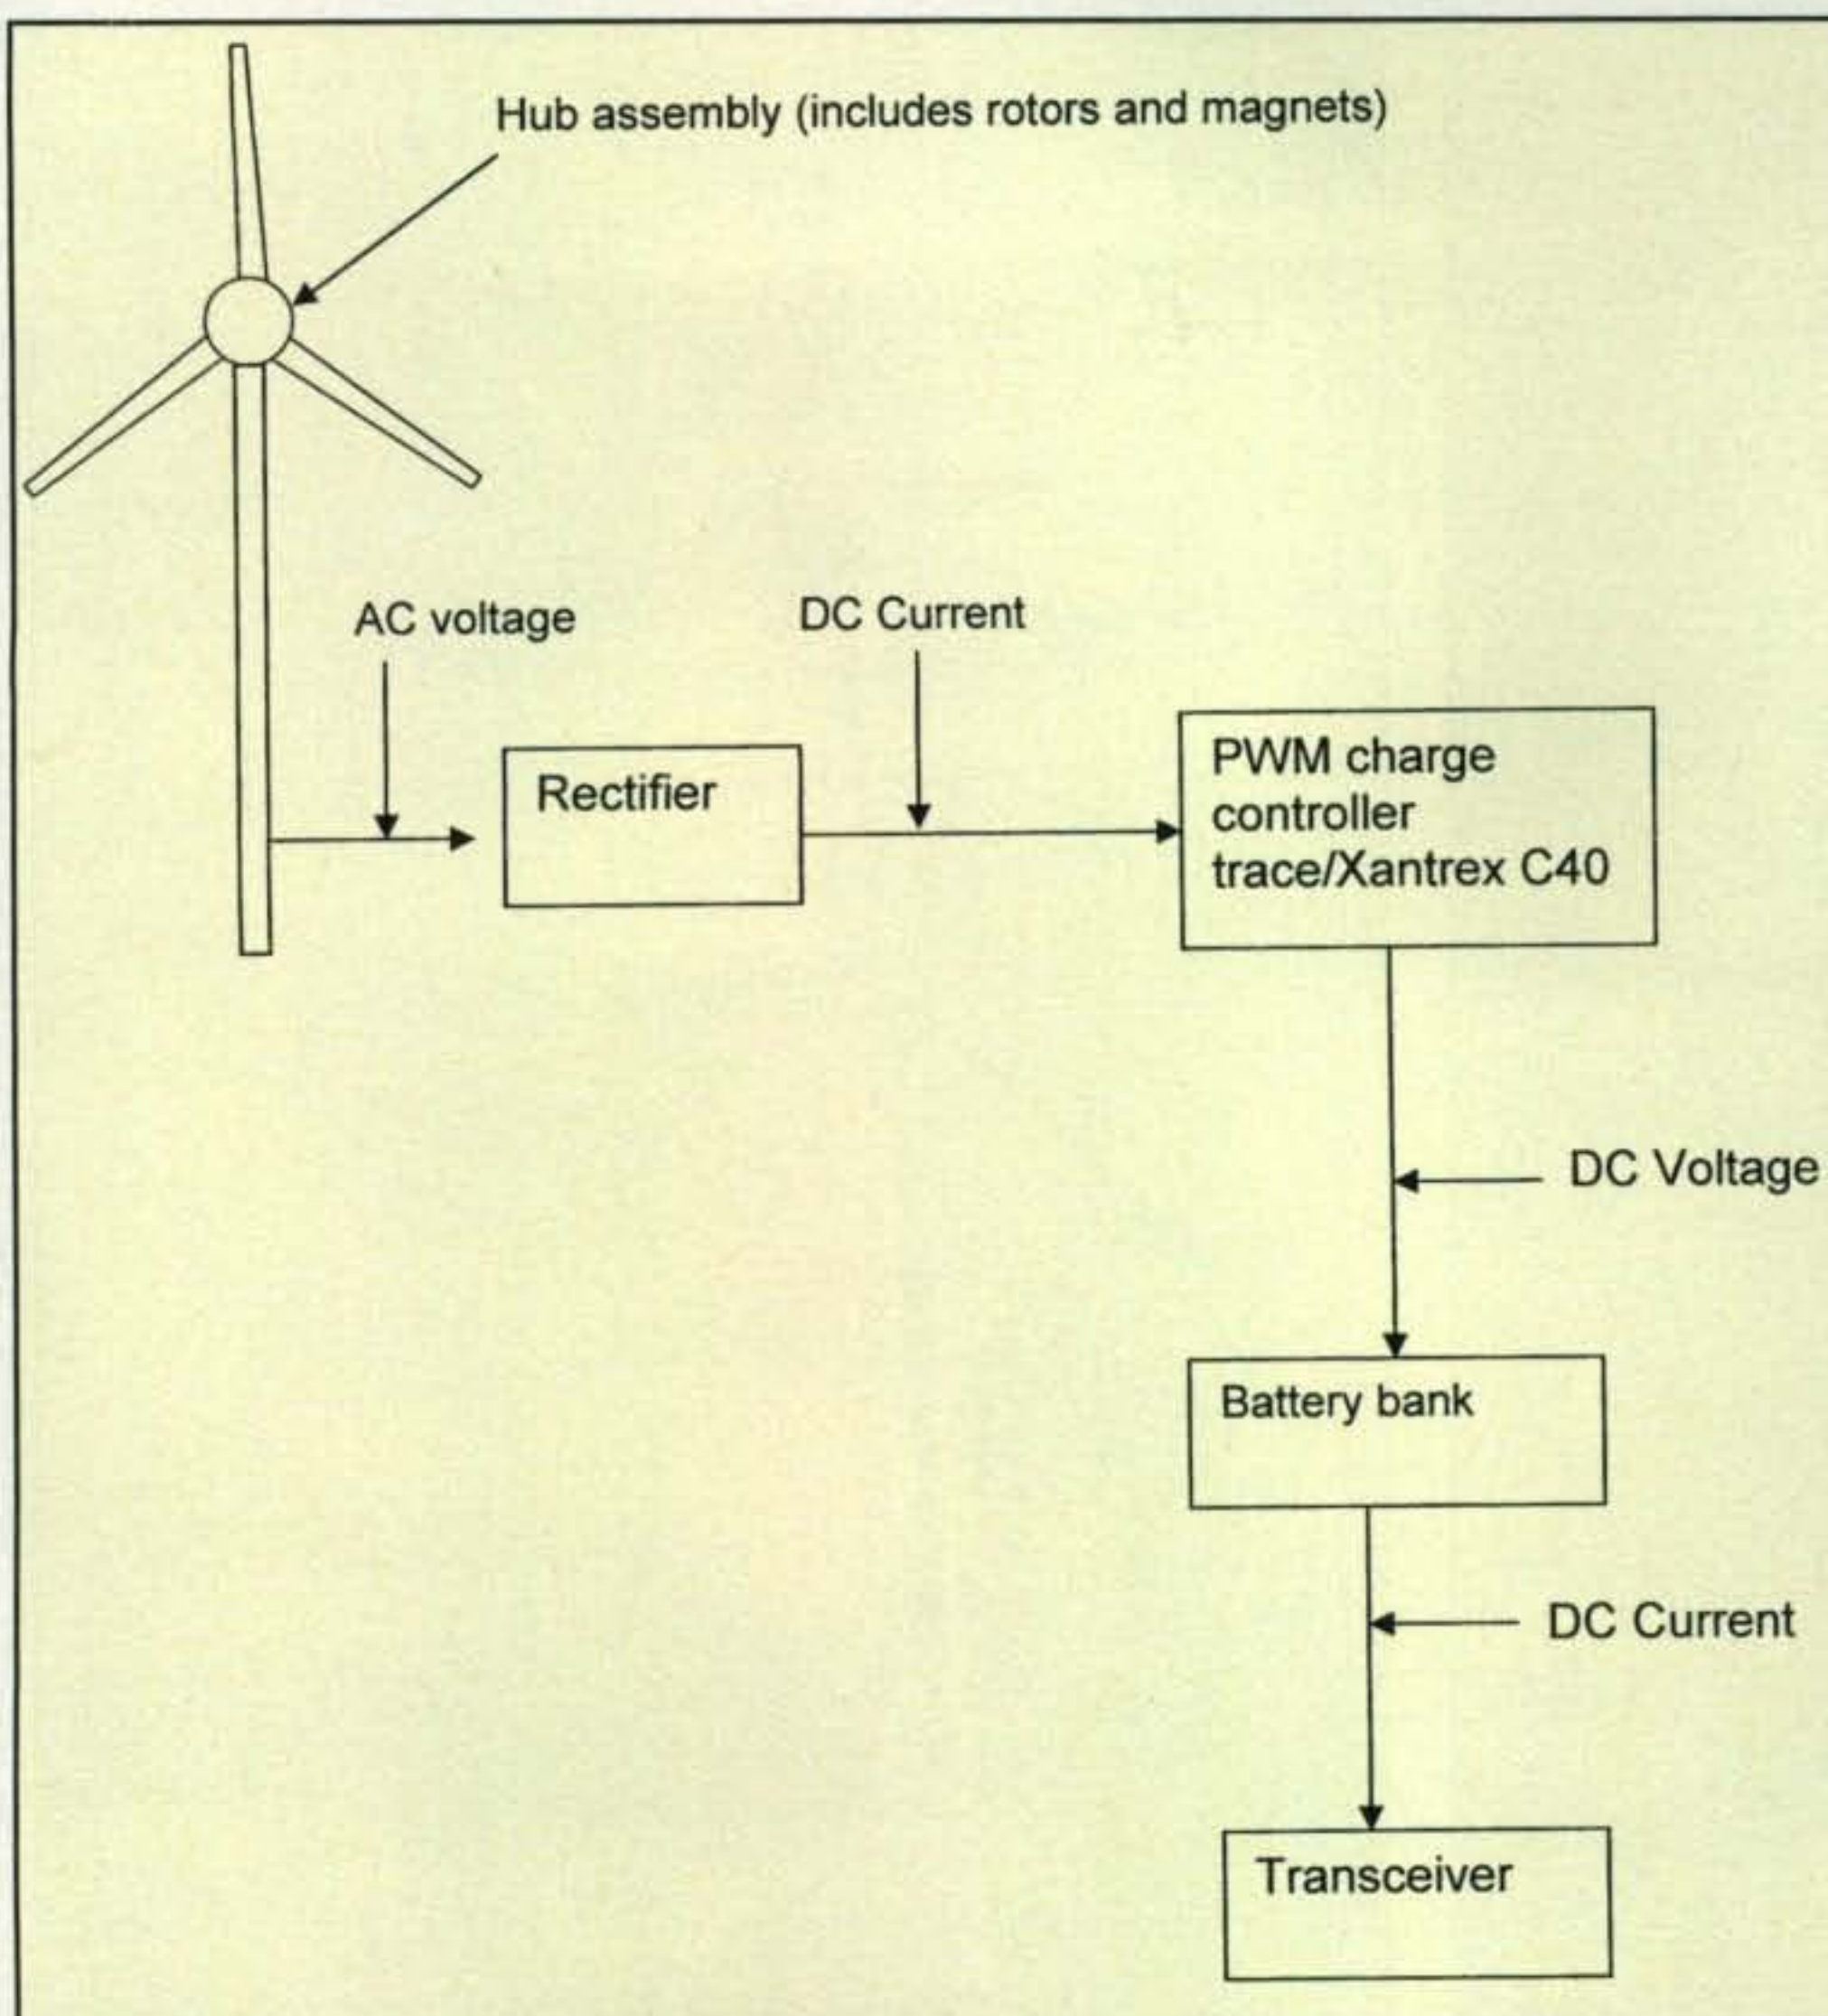 Hub assembly (includes rotors and magnets)
AC voltage
DC Current
Rectifier
PWM charge
controller
trace/Xantrex C40
DC Voltage
Battery bank
DC Current
Transceiver